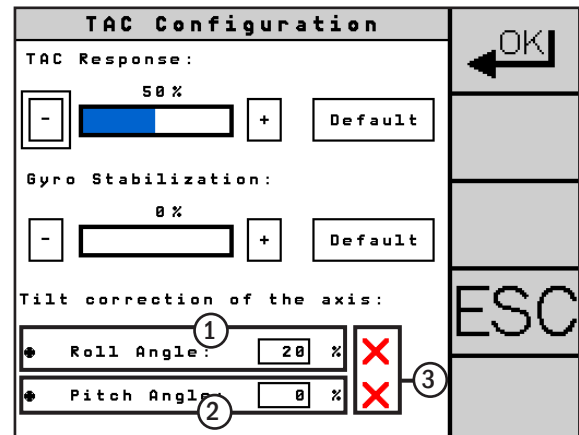 TAC Configuration
OK
TAC Response:
50 %
- + Default
Gyro Stabilization:
0 %
- + Default
Tilt correction of the axis:
ESC
1
Roll Angle: 20 %
3
Pitch Angle: 0 %
2